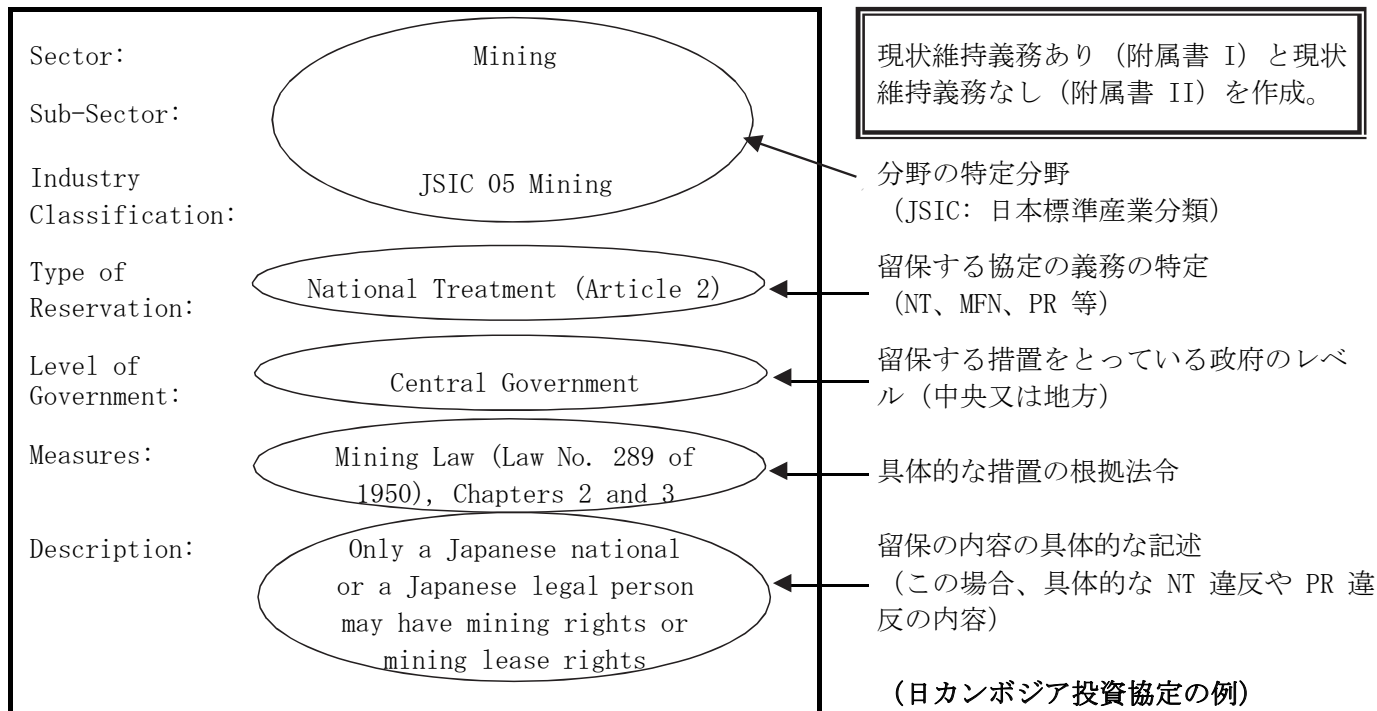 Sector:
Mining
Sub-Sector:
Industry
Classification:
JSIC 05 Mining
Type of
Reservation:
National Treatment (Article 2)
Level of
Government:
Central Government
Measures:
Mining Law (Law No. 289 of
1950), Chapters 2 and 3
Description:
Only a Japanese national
or a Japanese legal person
may have mining rights or
mining lease rights
現状維持義務あり（附属書 I）と現状
維持義務なし（附属書 II）を作成。
分野の特定分野
（JSIC: 日本標準産業分類）
留保する協定の義務の特定
（NT、MFN、PR 等）
留保する措置をとっている政府のレベ
ル（中央又は地方）
具体的な措置の根拠法令
留保の内容の具体的な記述
（この場合、具体的な NT 違反や PR 違
反の内容）
（日カンボジア投資協定の例）